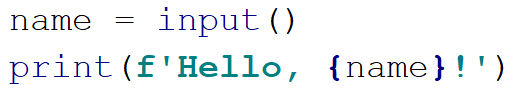 name = input()
print(f'Hello, {name}!')